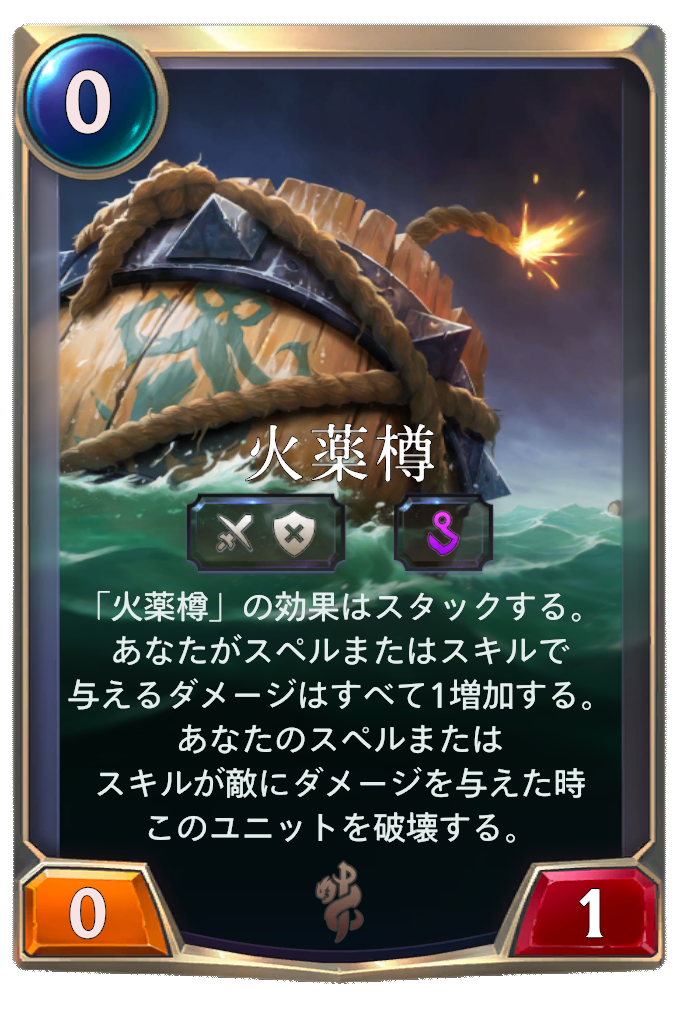 0
火薬樽
「火薬樽」の効果はスタックする。
あなたがスペルまたはスキルで
与えるダメージはすべて1増加する。
あなたのスペルまたは
スキルが敵にダメージを与えた時
このユニットを破壊する。
0
1